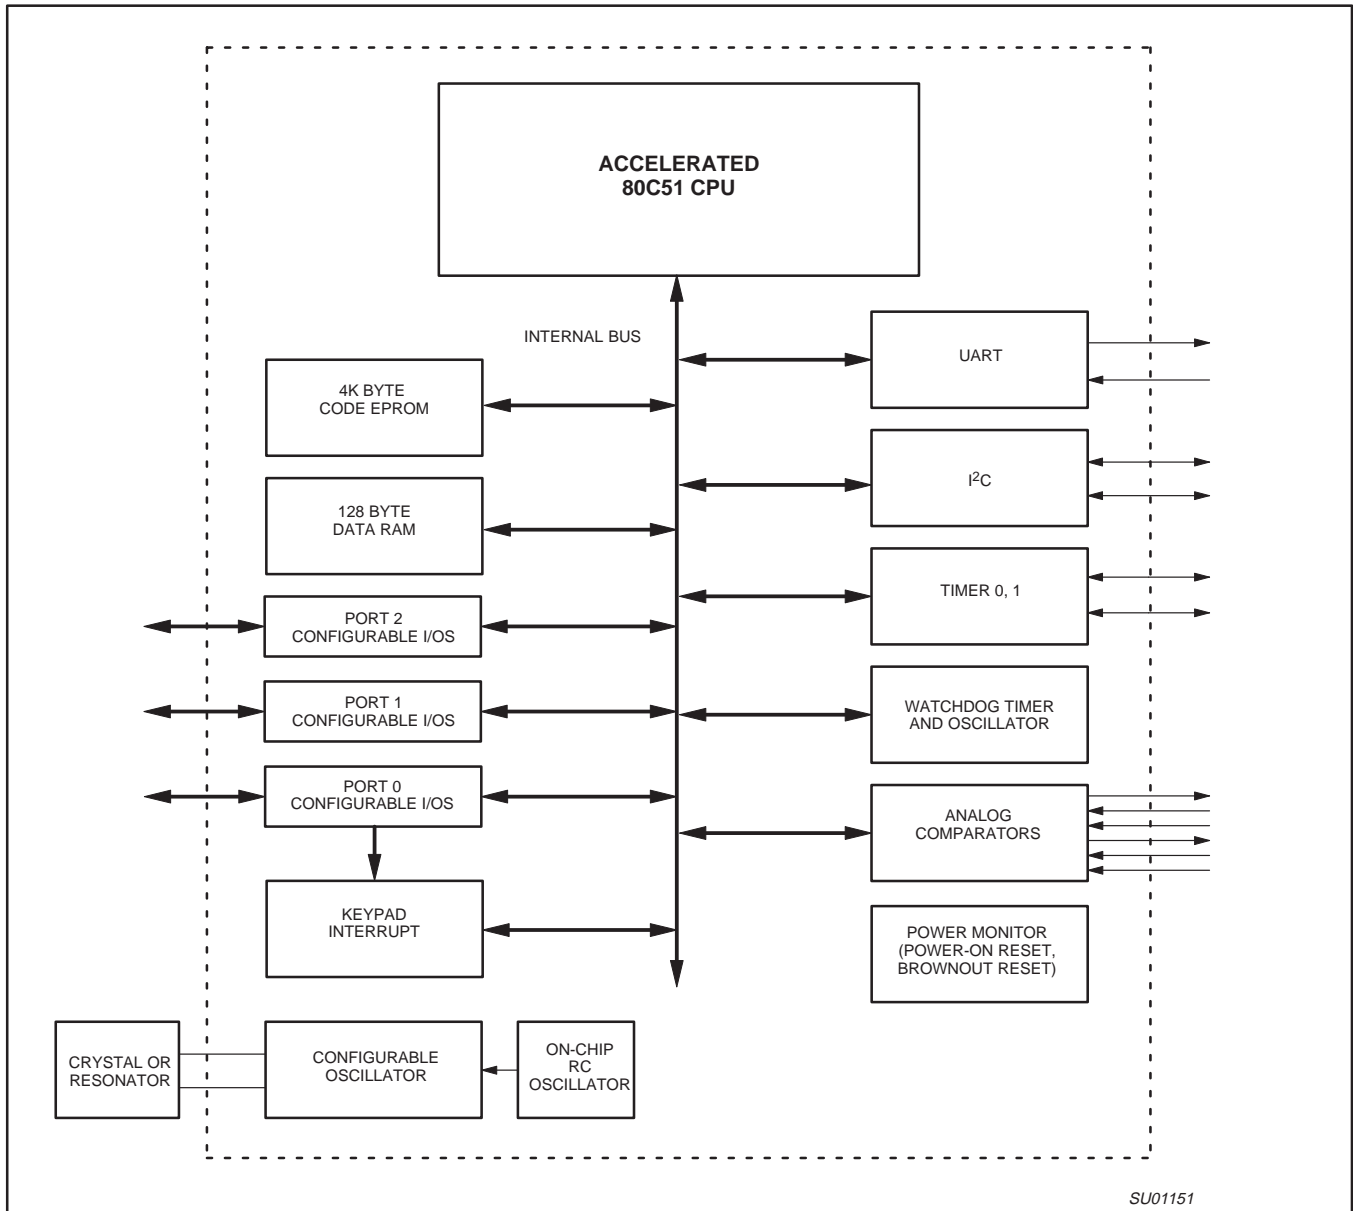 ACCELERATED
80C51 CPU
INTERNAL BUS
UART
4K BYTE
CODE EPROM
I²C
128 BYTE
DATA RAM
TIMER 0, 1
PORT 2
CONFIGURABLE I/OS
PORT 1
CONFIGURABLE I/OS
WATCHDOG TIMER
AND OSCILLATOR
PORT 0
CONFIGURABLE I/OS
ANALOG
COMPARATORS
KEYPAD
INTERRUPT
POWER MONITOR
(POWER-ON RESET,
BROWNOUT RESET)
CRYSTAL OR
RESONATOR
CONFIGURABLE
OSCILLATOR
ON-CHIP
RC
OSCILLATOR
SU01151